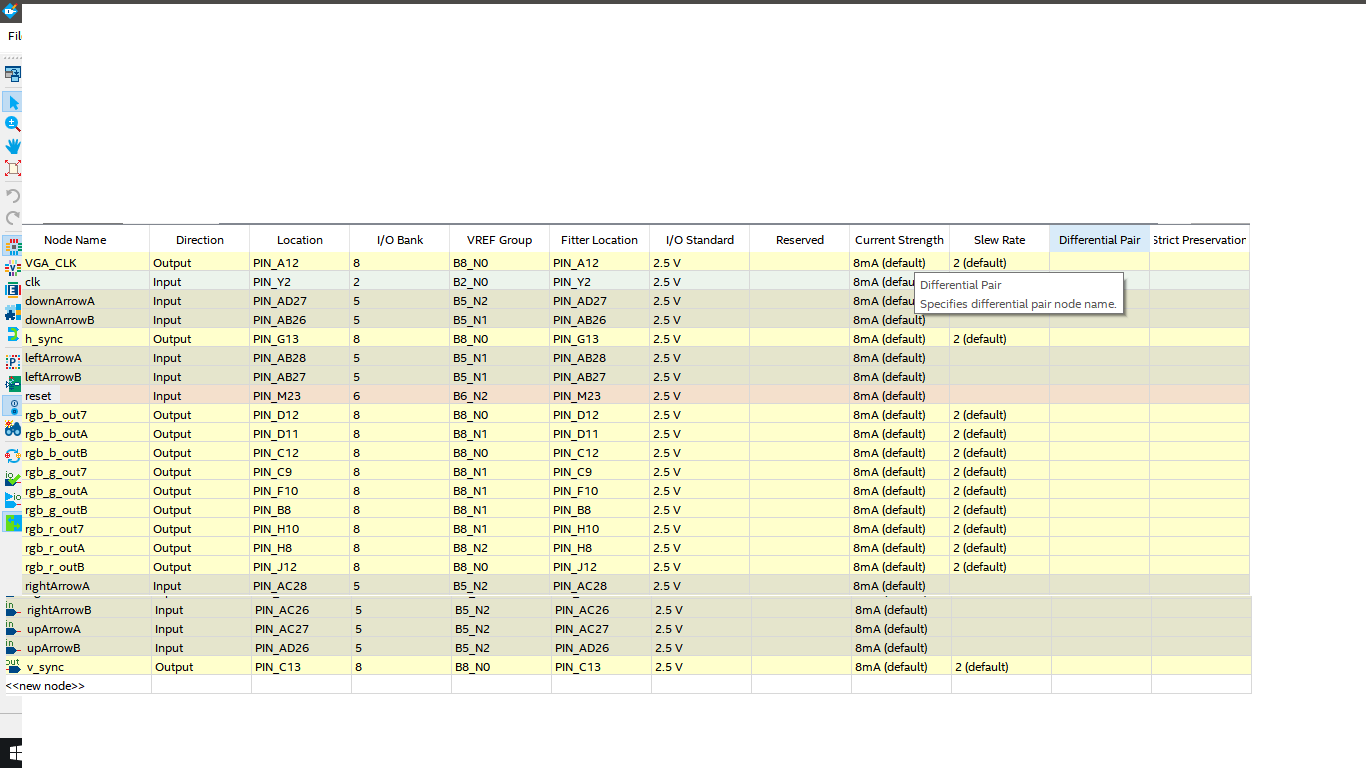 Fil
Node Name Direction Location I/O Bank VREF Group Fitter Location I/O Standard Reserved Current Strength Slew Rate Differential Pair Strict Preservation
VGA_CLK Output PIN_A12 8 B8_N0 PIN_A12 2.5 V 8mA (default) 2 (default)
clk Input PIN_Y2 2 B2_N0 PIN_Y2 2.5 V 8mA (defau
Differential Pair
Specifies differential pair node name.
downArrowA Input PIN_AD27 5 B5_N2 PIN_AD27 2.5 V 8mA (defau
downArrowB Input PIN_AB26 5 B5_N1 PIN_AB26 2.5 V 8mA (default)
h_sync Output PIN_G13 8 B8_N0 PIN_G13 2.5 V 8mA (default) 2 (default)
leftArrowA Input PIN_AB28 5 B5_N1 PIN_AB28 2.5 V 8mA (default)
leftArrowB Input PIN_AB27 5 B5_N1 PIN_AB27 2.5 V 8mA (default)
reset Input PIN_M23 6 B6_N2 PIN_M23 2.5 V 8mA (default)
rgb_b_out7 Output PIN_D12 8 B8_N0 PIN_D12 2.5 V 8mA (default) 2 (default)
rgb_b_outA Output PIN_D11 8 B8_N1 PIN_D11 2.5 V 8mA (default) 2 (default)
rgb_b_outB Output PIN_C12 8 B8_N0 PIN_C12 2.5 V 8mA (default) 2 (default)
rgb_g_out7 Output PIN_C9 8 B8_N1 PIN_C9 2.5 V 8mA (default) 2 (default)
rgb_g_outA Output PIN_F10 8 B8_N1 PIN_F10 2.5 V 8mA (default) 2 (default)
rgb_g_outB Output PIN_B8 8 B8_N1 PIN_B8 2.5 V 8mA (default) 2 (default)
rgb_r_out7 Output PIN_H10 8 B8_N1 PIN_H10 2.5 V 8mA (default) 2 (default)
rgb_r_outA Output PIN_H8 8 B8_N2 PIN_H8 2.5 V 8mA (default) 2 (default)
rgb_r_outB Output PIN_J12 8 B8_N0 PIN_J12 2.5 V 8mA (default) 2 (default)
rightArrowA Input PIN_AC28 5 B5_N2 PIN_AC28 2.5 V 8mA (default)
in rightArrowB Input PIN_AC26 5 B5_N2 PIN_AC26 2.5 V 8mA (default)
in upArrowA Input PIN_AC27 5 B5_N2 PIN_AC27 2.5 V 8mA (default)
in upArrowB Input PIN_AD26 5 B5_N2 PIN_AD26 2.5 V 8mA (default)
out v_sync Output PIN_C13 8 B8_N0 PIN_C13 2.5 V 8mA (default) 2 (default)
<<new node>>